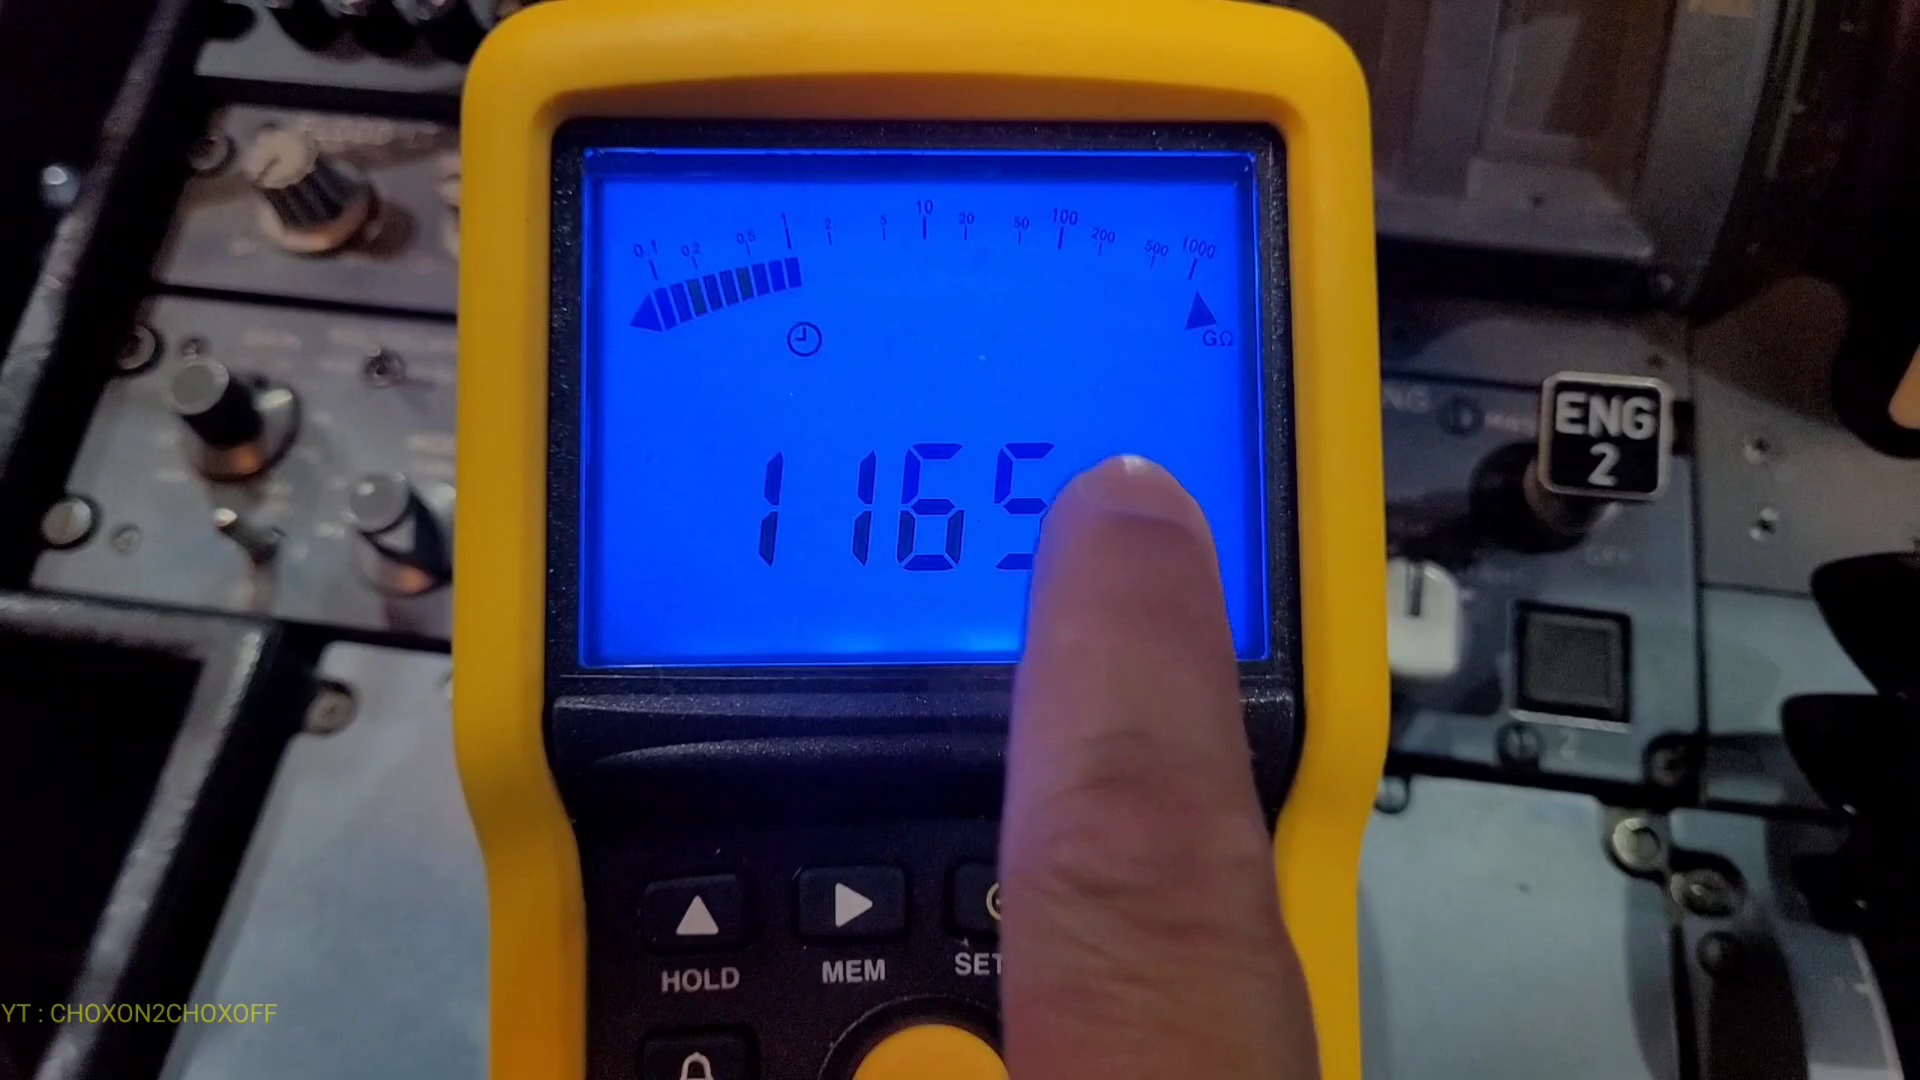 0.1 0.2 0.5 1 2 5 10 20 50 100 200 500 1000
GΩ
1165
ENG
2
2
HOLD MEM SET
YT : CHOXON2CHOXOFF